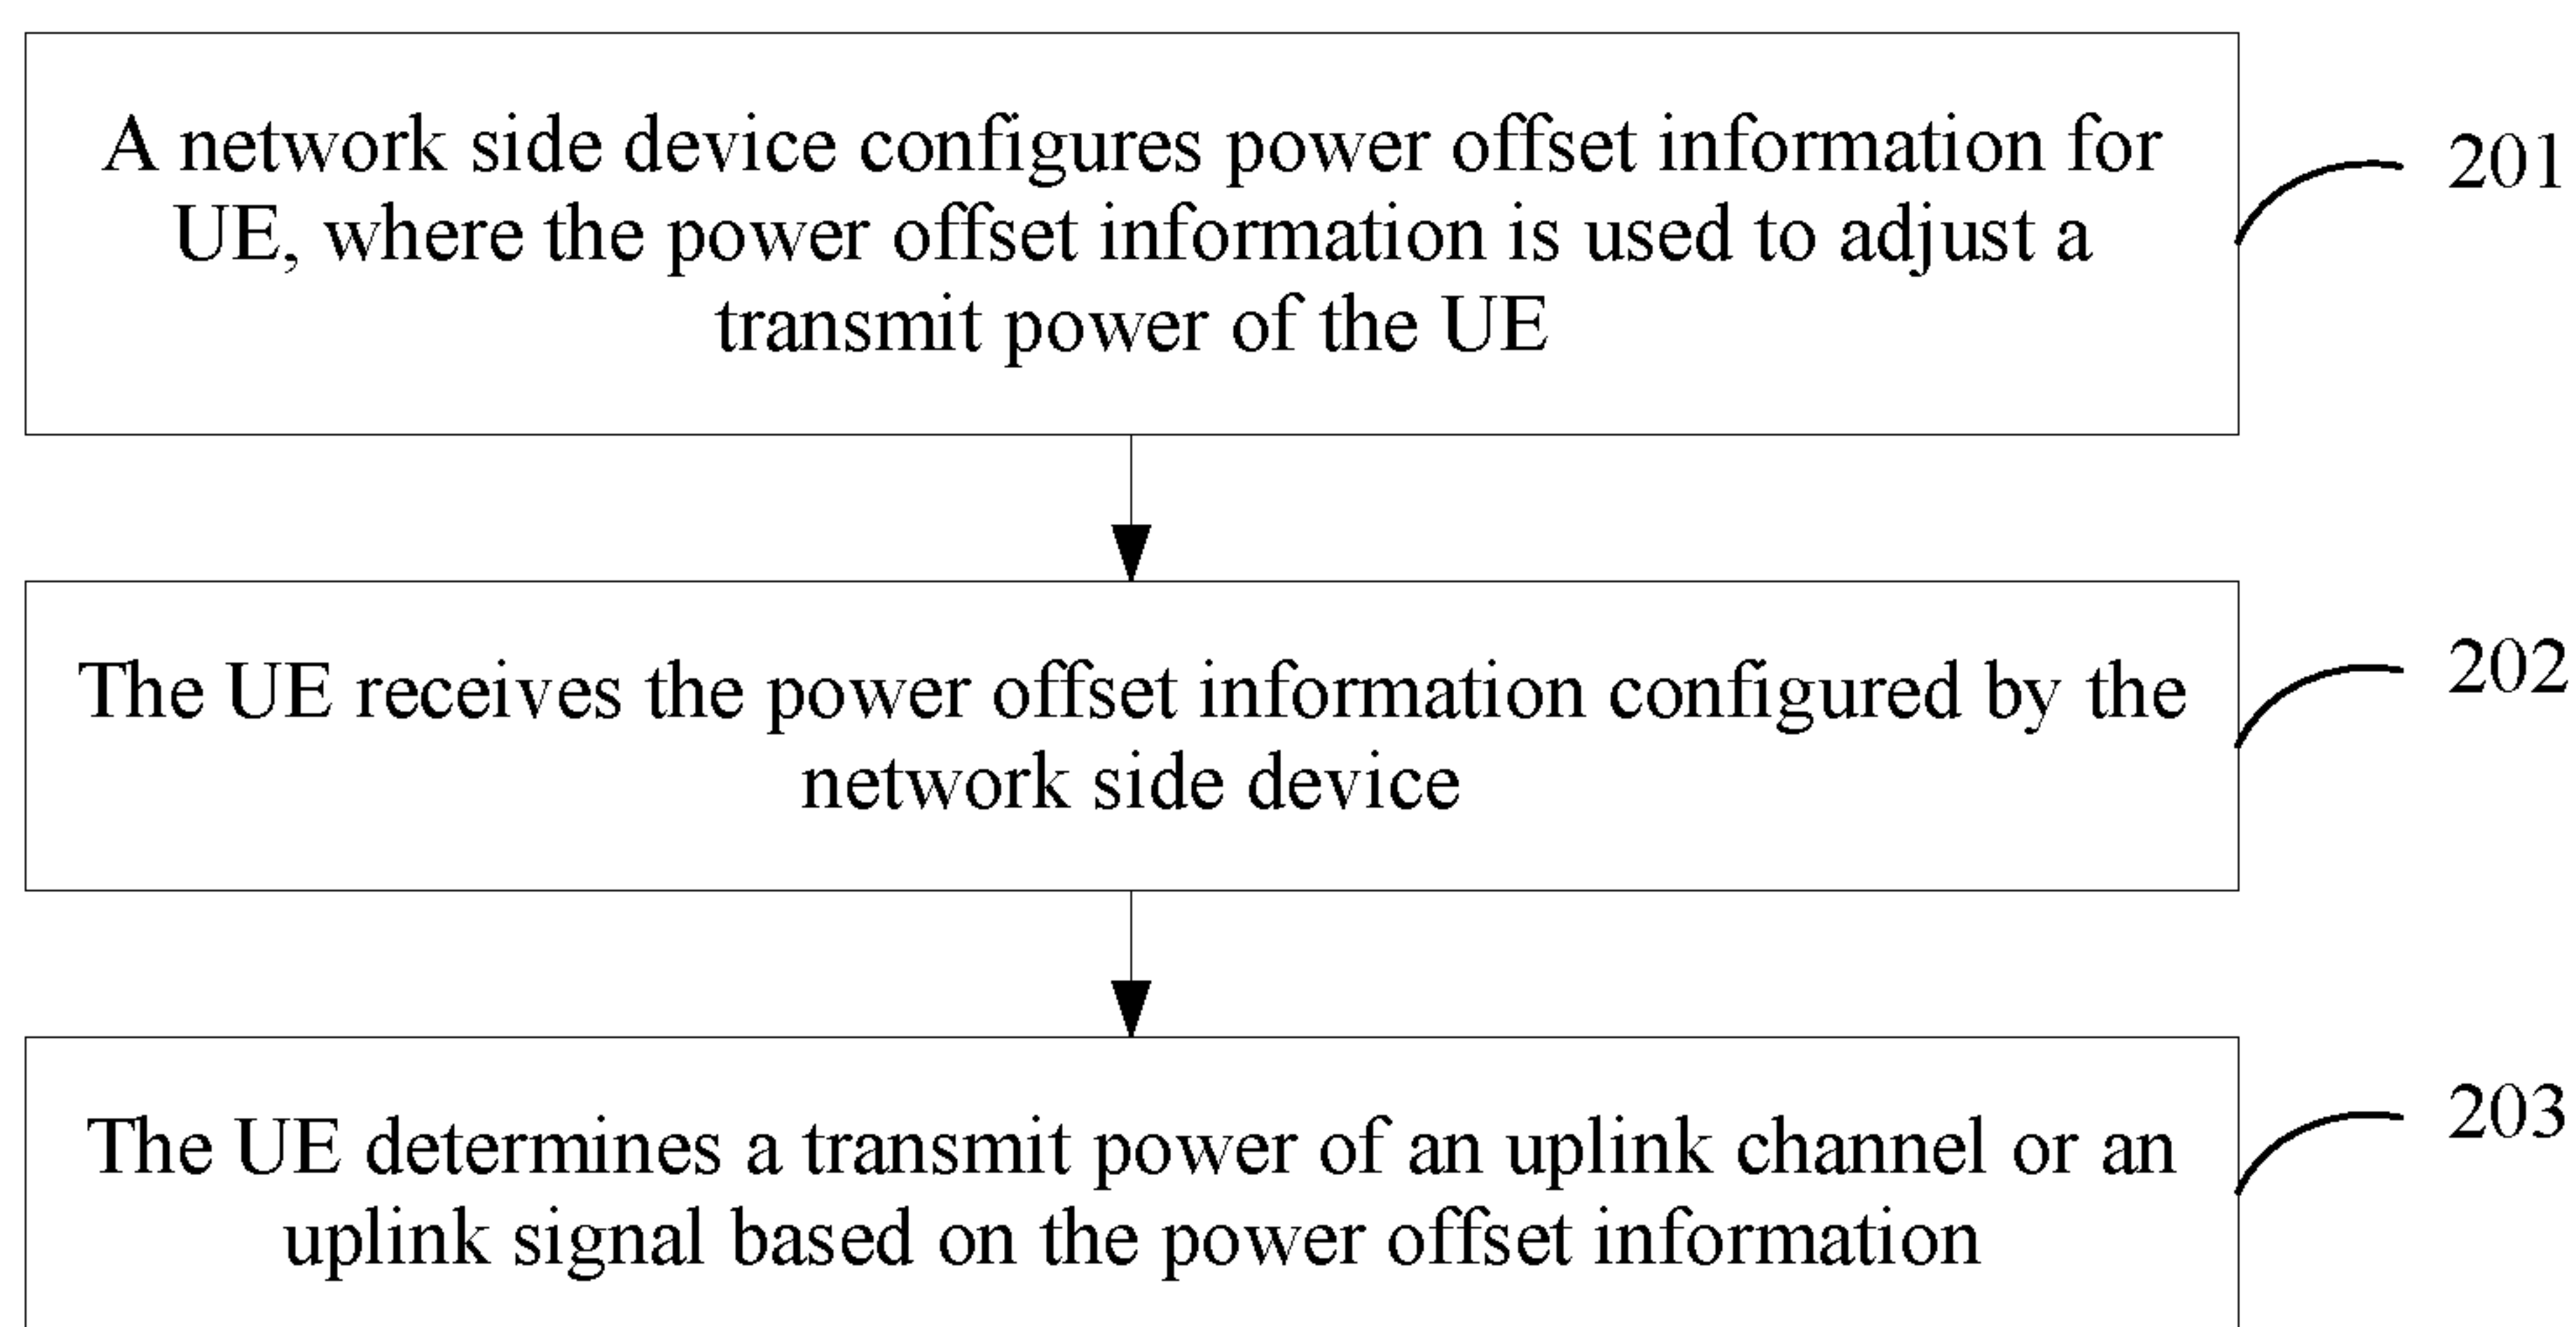 A network side device configures power offset information for
UE, where the power offset information is used to adjust a
transmit power of the UE
201
The UE receives the power offset information configured by the
network side device
202
The UE determines a transmit power of an uplink channel or an
uplink signal based on the power offset information
203